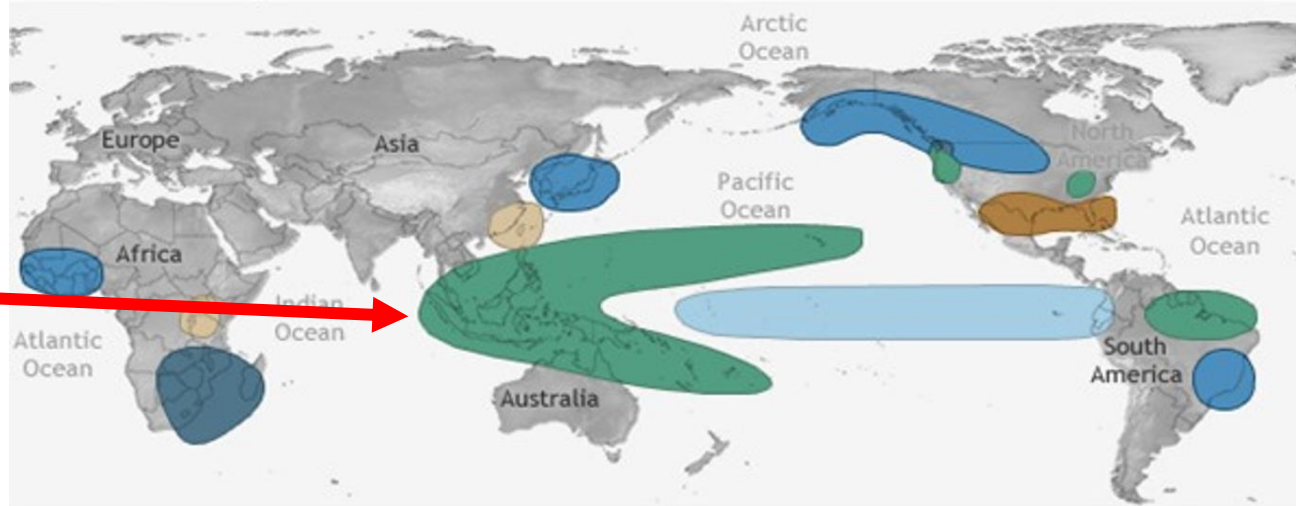 Arctic
Ocean
Europe
Asia
North
America
Pacific
Ocean
Atlantic
Ocean
Africa
Indian
Ocean
Atlantic
Ocean
South
America
Australia